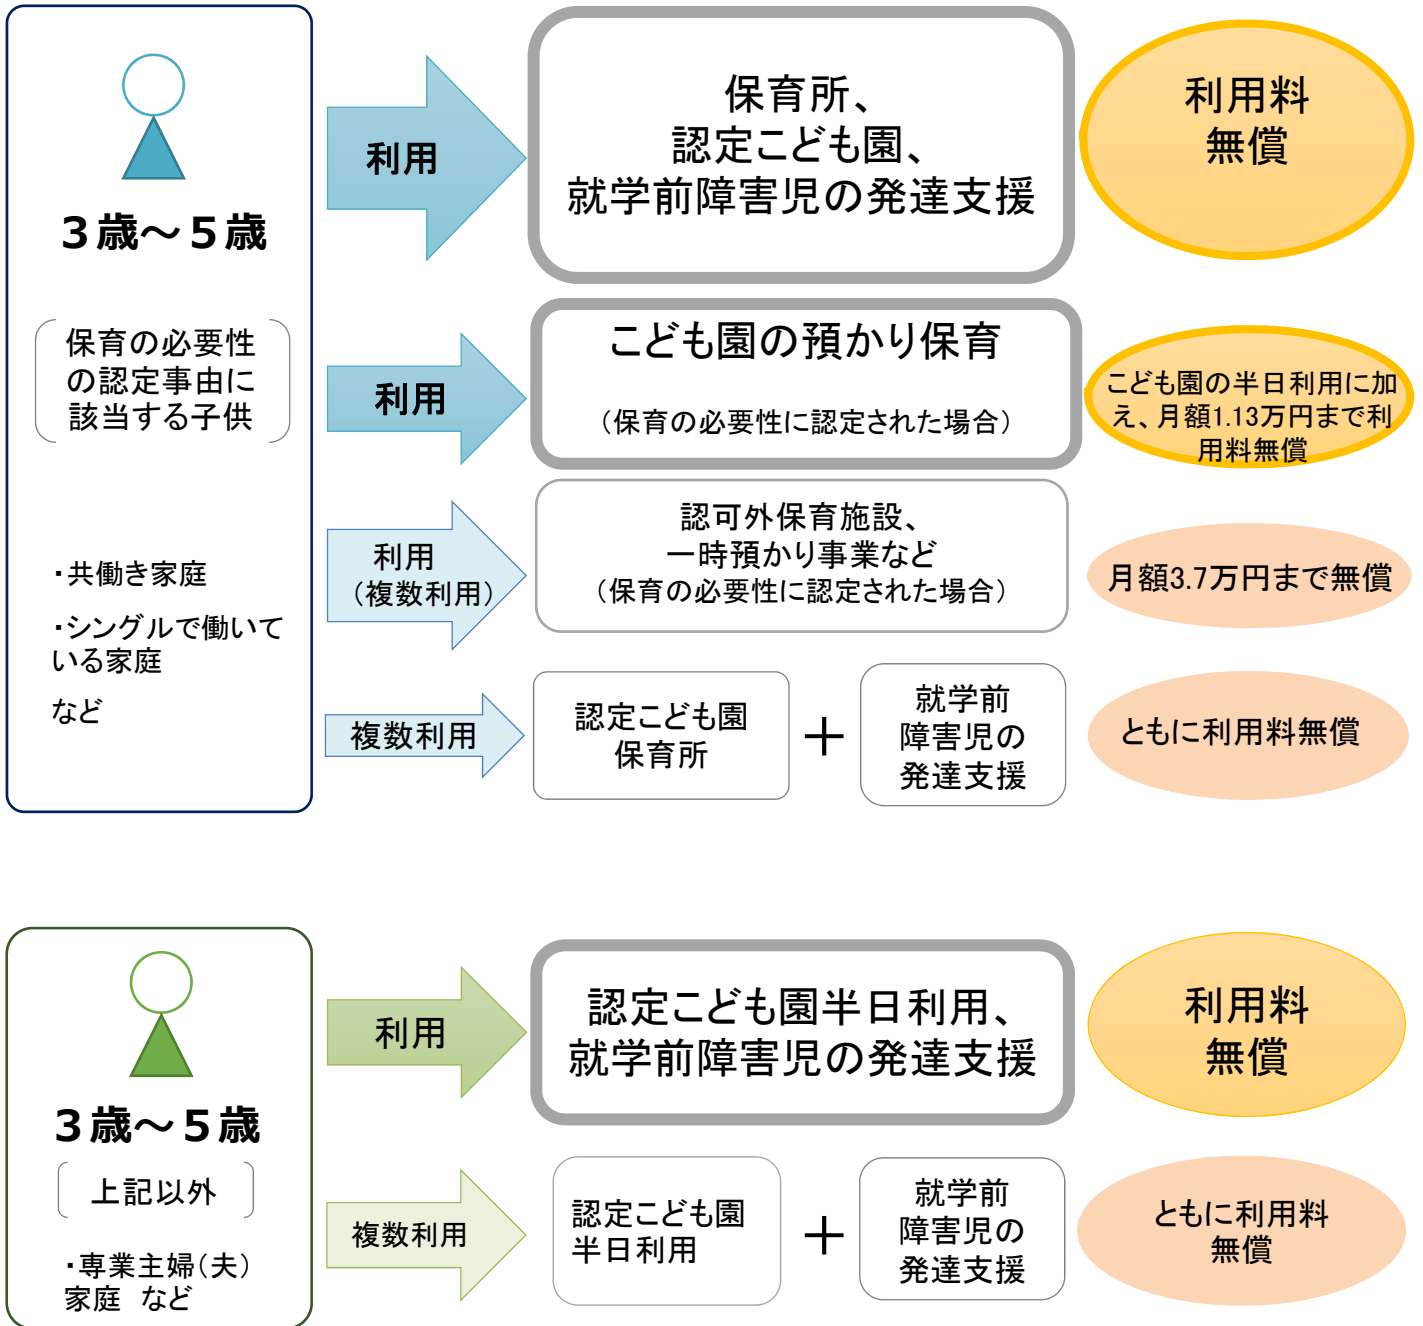 ３歳～５歳
保育の必要性
の認定事由に
該当する子供
・共働き家庭
・シングルで働いて
いる家庭
など
利用
保育所、
認定こども園、
就学前障害児の発達支援
利用料
無償
利用
こども園の預かり保育
（保育の必要性に認定された場合）
こども園の半日利用に加
え、月額1.13万円まで利
用料無償
利用
（複数利用）
認可外保育施設、
一時預かり事業など
（保育の必要性に認定された場合）
月額3.7万円まで無償
複数利用
認定こども園
保育所
＋
就学前
障害児の
発達支援
ともに利用料無償
３歳～５歳
上記以外
・専業主婦（夫）
家庭　など
利用
認定こども園半日利用、
就学前障害児の発達支援
利用料
無償
複数利用
認定こども園
半日利用
＋
就学前
障害児の
発達支援
ともに利用料
無償